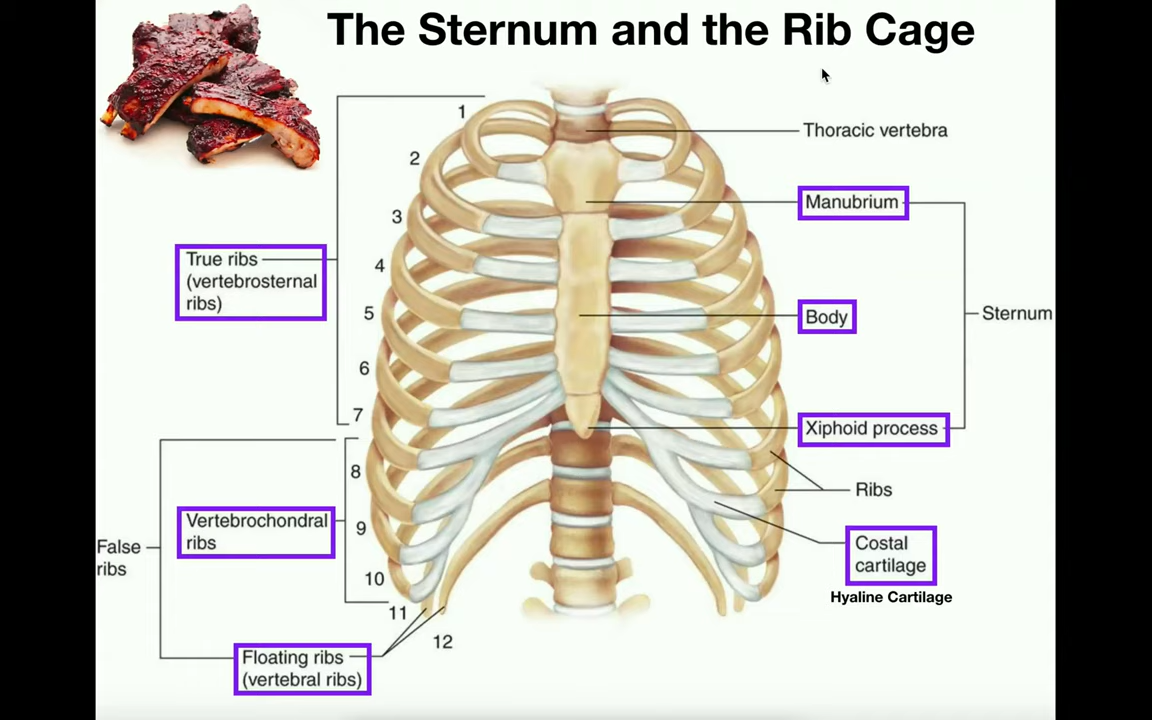 The Sternum and the Rib Cage
1
2
3
4
5
6
7
8
9
10
11
12
True ribs
(vertebrosternal
ribs)
False
ribs
Vertebrochondral
ribs
Floating ribs
(vertebral ribs)
Thoracic vertebra
Manubrium
Body
Xiphoid process
Sternum
Ribs
Costal
cartilage
Hyaline Cartilage